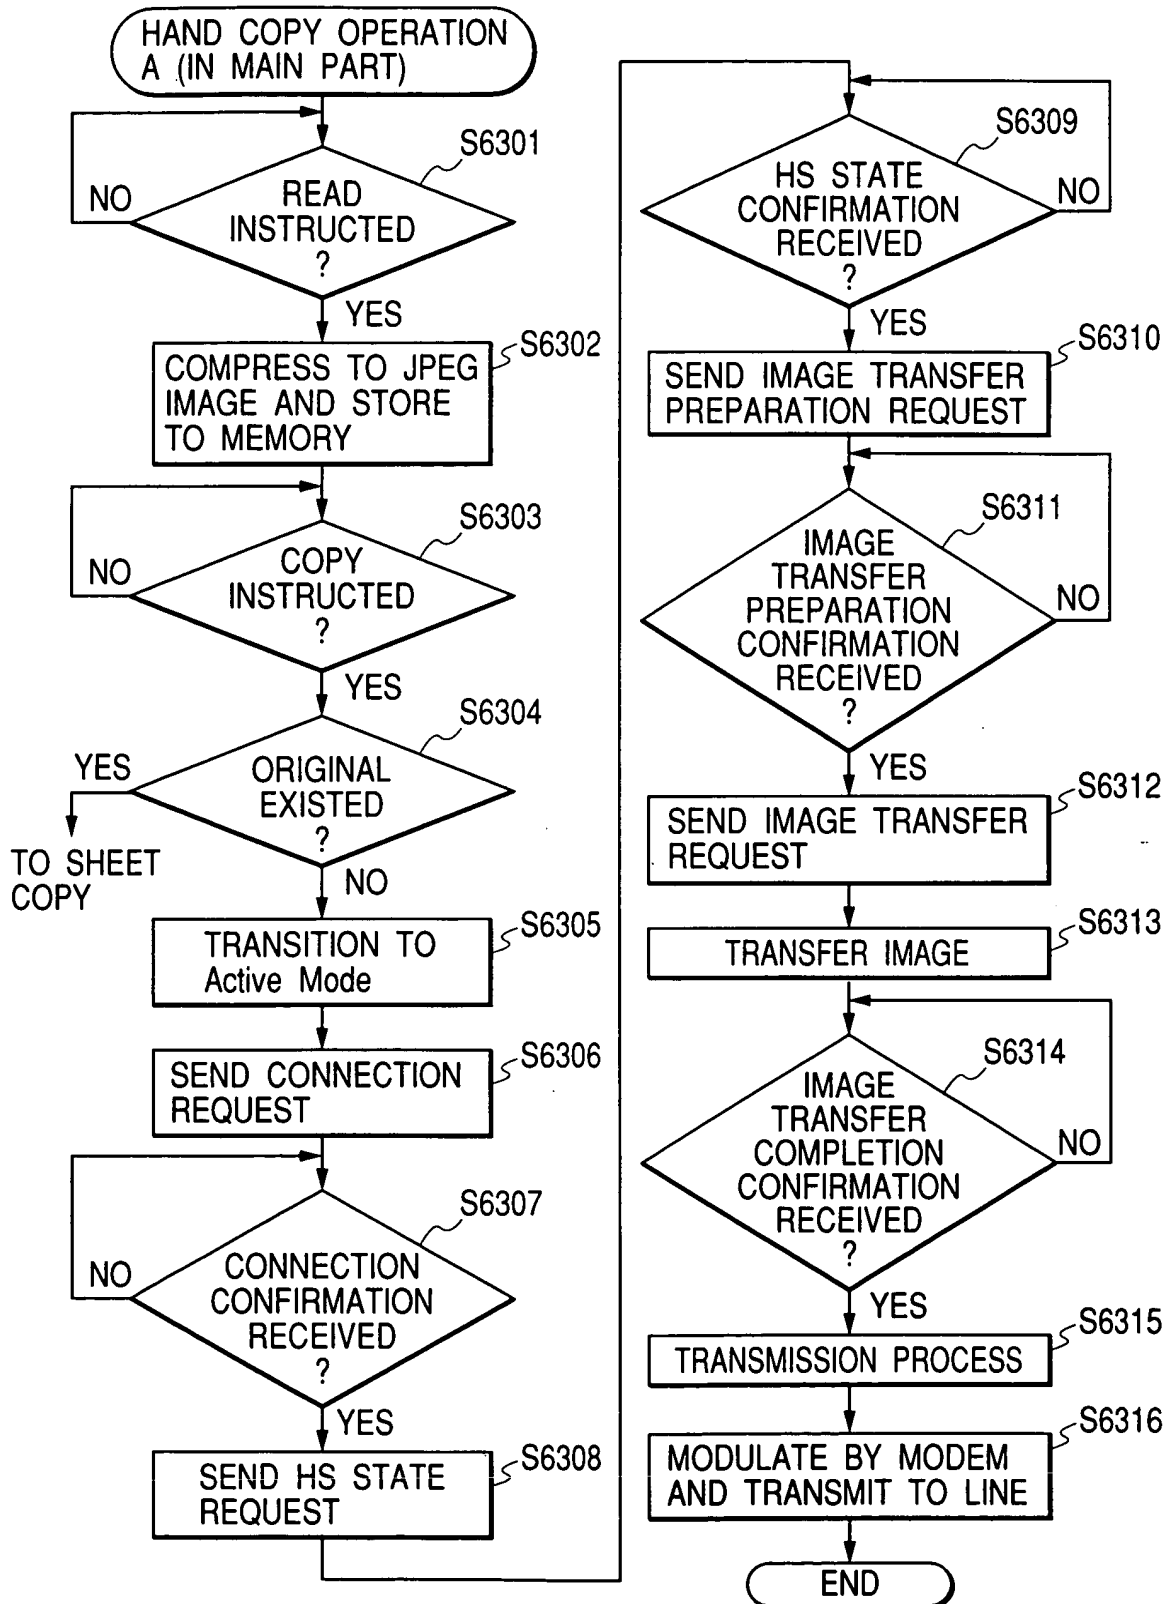 HAND COPY OPERATION
A (IN MAIN PART)
S6301
READ
INSTRUCTED
?
NO
YES
S6302
COMPRESS TO JPEG
IMAGE AND STORE
TO MEMORY
S6303
COPY
INSTRUCTED
?
NO
YES
S6304
ORIGINAL
EXISTED
?
YES
TO SHEET
COPY
NO
S6305
TRANSITION TO
Active Mode
S6306
SEND CONNECTION
REQUEST
S6307
CONNECTION
CONFIRMATION
RECEIVED
?
NO
YES
S6308
SEND HS STATE
REQUEST
S6309
HS STATE
CONFIRMATION
RECEIVED
?
NO
YES
S6310
SEND IMAGE TRANSFER
PREPARATION REQUEST
S6311
IMAGE
TRANSFER
PREPARATION
CONFIRMATION
RECEIVED
?
NO
YES
S6312
SEND IMAGE TRANSFER
REQUEST
S6313
TRANSFER IMAGE
S6314
IMAGE
TRANSFER
COMPLETION
CONFIRMATION
RECEIVED
?
NO
YES
S6315
TRANSMISSION PROCESS
S6316
MODULATE BY MODEM
AND TRANSMIT TO LINE
END